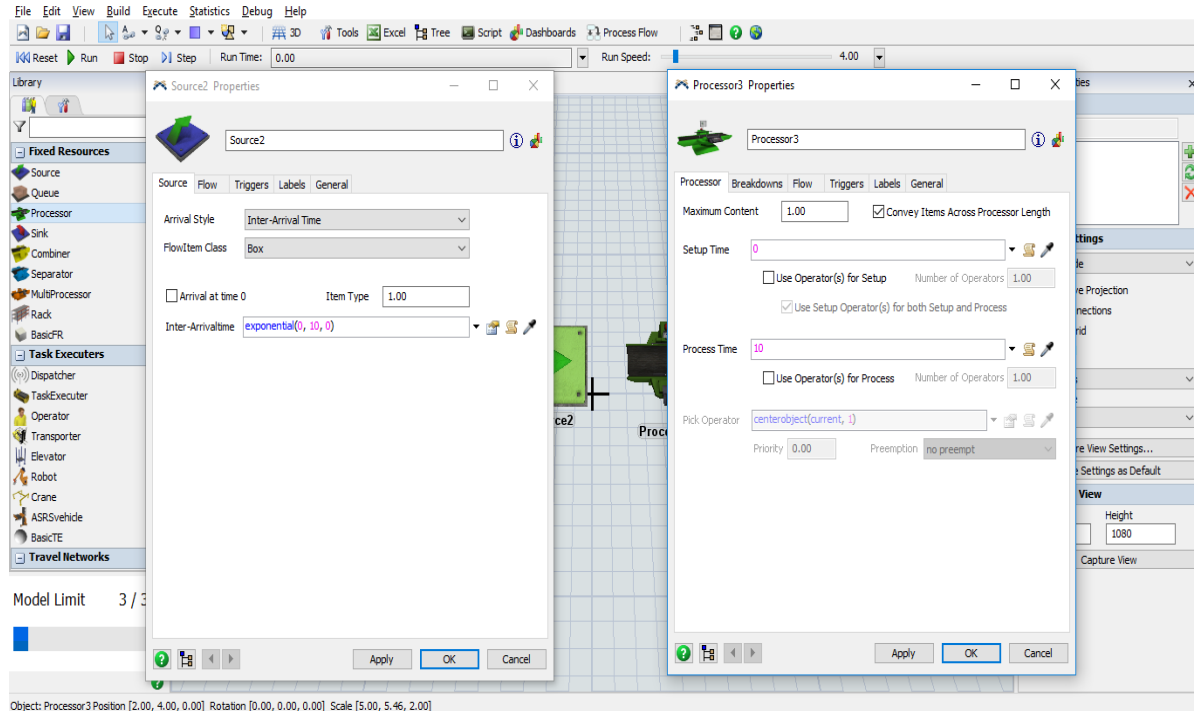 File Edit View Build Execute Statistics Debug Help
3D Tools Excel Tree Script Dashboards Process Flow
Reset Run Stop Step Run Time: 0.00 Run Speed: 4.00
Library
Fixed Resources
Source
Queue
Processor
Sink
Combiner
Separator
MultiProcessor
Rack
BasicFR
Task Executers
Dispatcher
TaskExecuter
Operator
Transporter
Elevator
Robot
Crane
ASRSvehicle
BasicTE
Travel Networks
Model Limit 3 / 3
Source2 Properties
Source2
Source Flow Triggers Labels General
Arrival Style Inter-Arrival Time
FlowItem Class Box
Arrival at time 0 Item Type 1.00
Inter-Arrivaltime exponential(0, 10, 0)
Apply OK Cancel
ce2
Proce
Processor3 Properties
Processor3
Processor Breakdowns Flow Triggers Labels General
Maximum Content 1.00 Convey Items Across Processor Length
Setup Time 0
Use Operator(s) for Setup Number of Operators 1.00
Use Setup Operator(s) for both Setup and Process
Process Time 10
Use Operator(s) for Process Number of Operators 1.00
Pick Operator centerobject(current, 1)
Priority 0.00 Preemption no preempt
Apply OK Cancel
ties
ttings
de
ve Projection
nections
rid
re View Settings...
Settings as Default
View
Height
1080
Capture View
Object: Processor3 Position [2.00, 4.00, 0.00] Rotation [0.00, 0.00, 0.00] Scale [5.00, 5.46, 2.00]